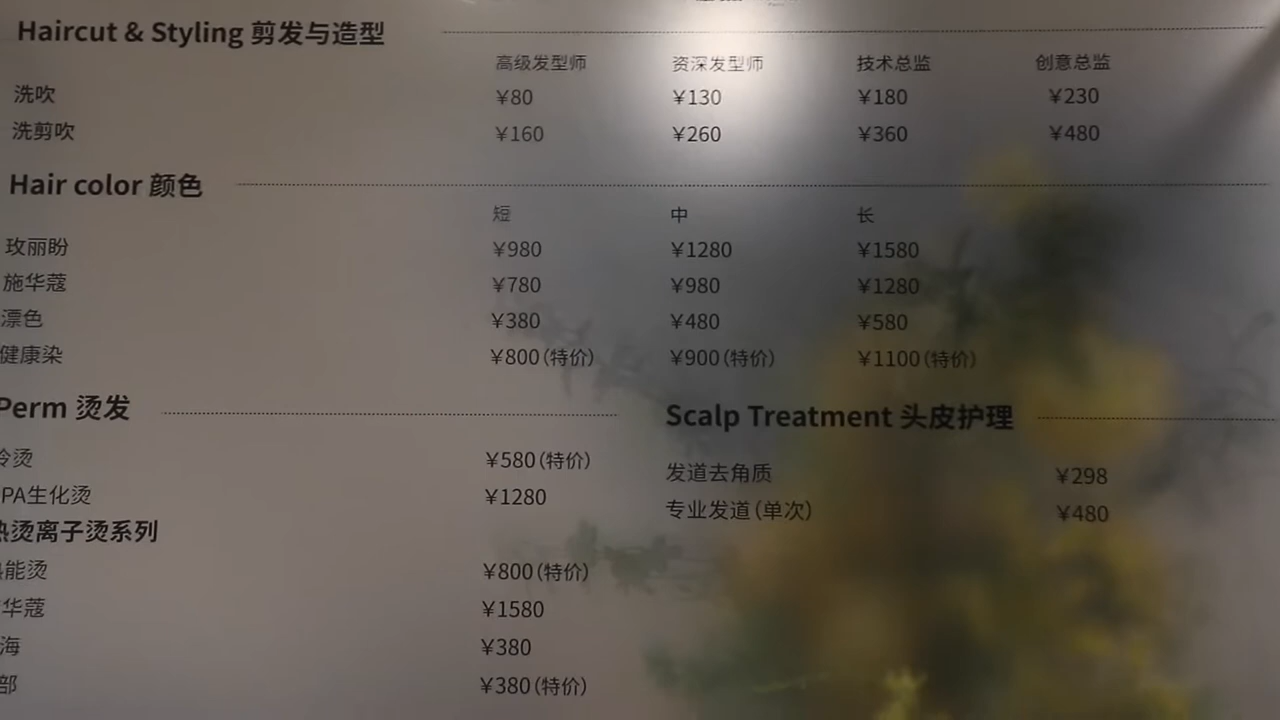 Haircut & Styling 剪发与造型
高级发型师 资深发型师 技术总监 创意总监
洗吹 ¥80 ¥130 ¥180 ¥230
洗剪吹 ¥160 ¥260 ¥360 ¥480
Hair color 颜色
短 中 长
玫丽盼 ¥980 ¥1280 ¥1580
施华蔻 ¥780 ¥980 ¥1280
漂色 ¥380 ¥480 ¥580
健康染 ¥800(特价) ¥900(特价) ¥1100(特价)
Perm 烫发
冷烫 ¥580(特价)
PA生化烫 ¥1280
热烫离子烫系列
能烫 ¥800(特价)
华蔻 ¥1580
海 ¥380
部 ¥380(特价)
Scalp Treatment 头皮护理
发道去角质 ¥298
专业发道(单次) ¥480